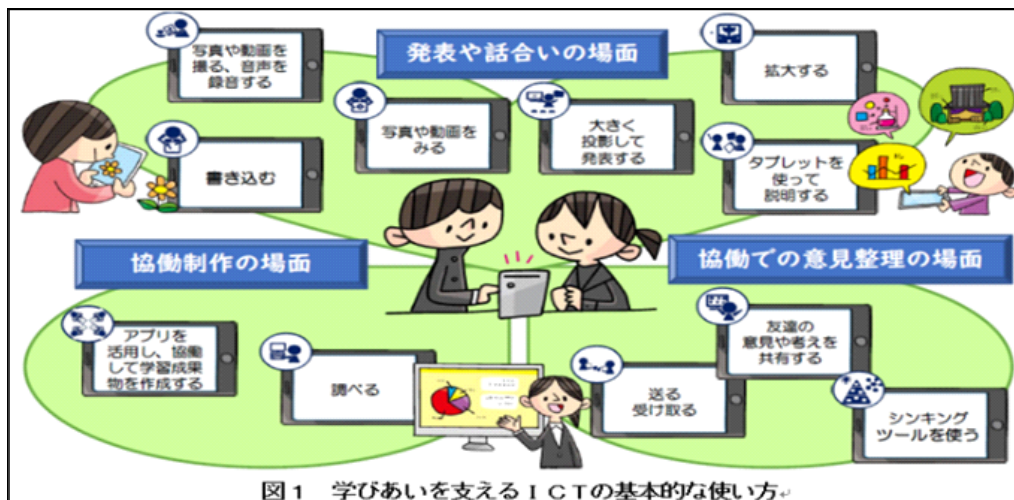 発表や話合いの場面
写真や動画を
撮る、音声を
録音する
書き込む
写真や動画を
みる
大きく
投影して
発表する
拡大する
タブレットを
使って
説明する
協働制作の場面
アプリを
活用し、協働
して学習成果
物を作成する
調べる
協働での意見整理の場面
友達の
意見や考えを
共有する
送る
受け取る
シンキング
ツールを使う
図1 学びあいを支えるICTの基本的な使い方